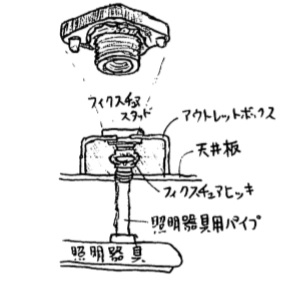 フィクスチュア
スタッド
アウトレットボックス
天井板
フィクスチュアヒッキ
照明器具用パイプ
照明器具